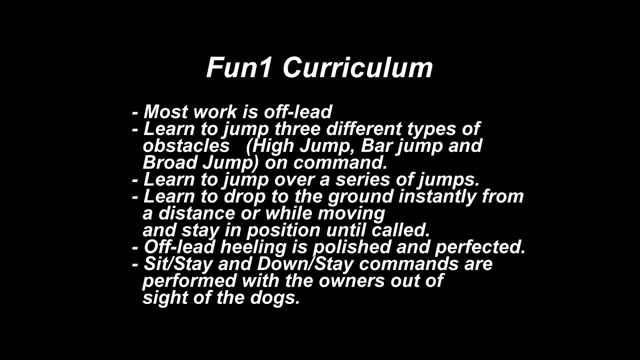 Fun1 Curriculum
- Most work is off-lead
- Learn to jump three different types of
obstacles (High Jump, Bar jump and
Broad Jump) on command.
- Learn to jump over a series of jumps.
- Learn to drop to the ground instantly from
a distance or while moving
and stay in position until called.
- Off-lead heeling is polished and perfected.
- Sit/Stay and Down/Stay commands are
performed with the owners out of
sight of the dogs.